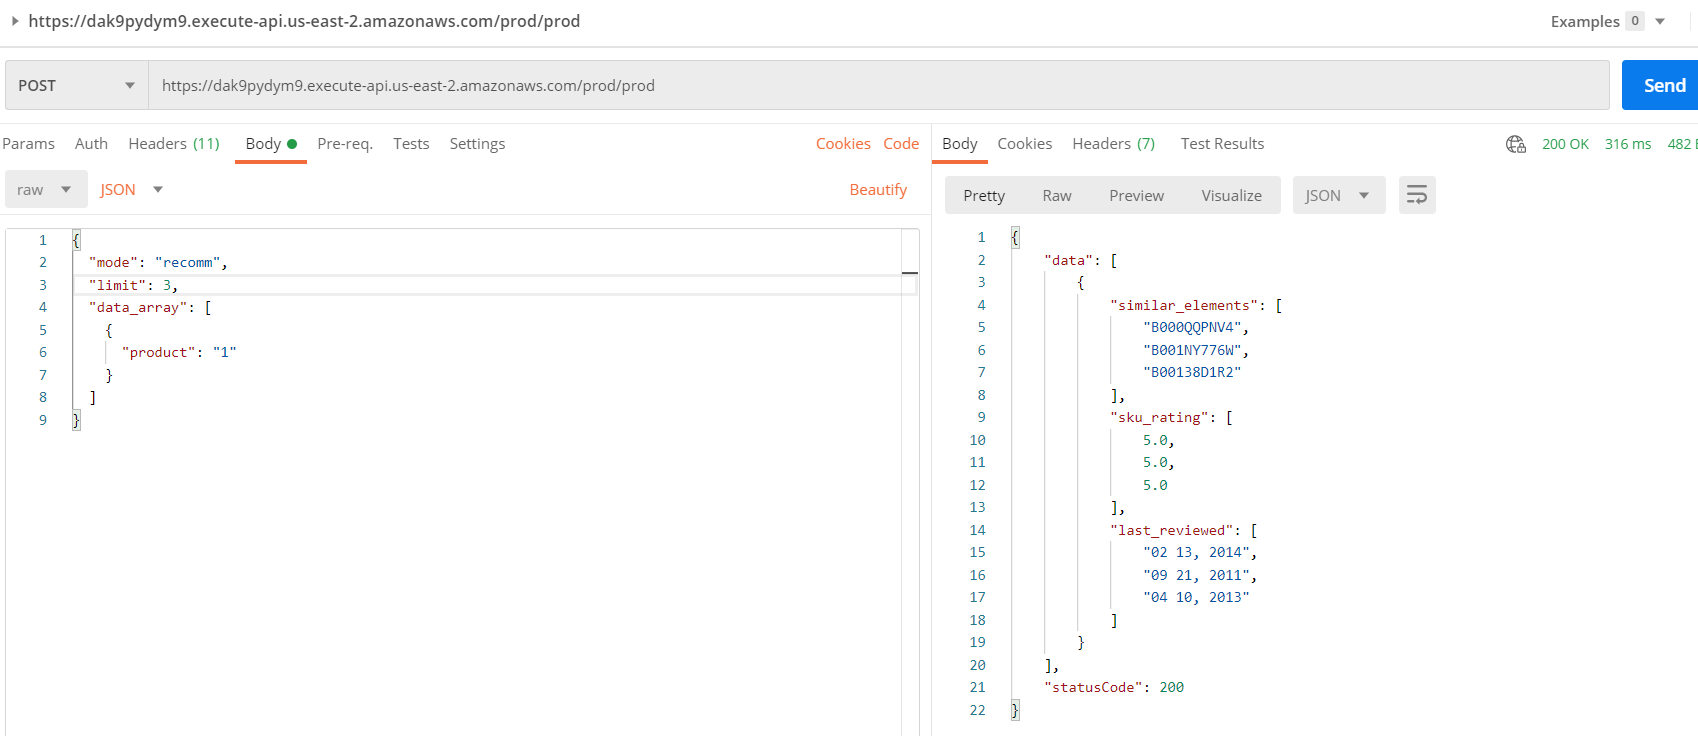 https://dak9pydym9.execute-api.us-east-2.amazonaws.com/prod/prod
Examples 0
POST https://dak9pydym9.execute-api.us-east-2.amazonaws.com/prod/prod Send
Params Auth Headers (11) Body Pre-req. Tests Settings Cookies Code
raw JSON Beautify
1 {
2 "mode": "recomm",
3 "limit": 3,
4 "data_array": [
5 {
6 "product": "1"
7 }
8 ]
9 }
Body Cookies Headers (7) Test Results 200 OK 316 ms 482
Pretty Raw Preview Visualize JSON
1 {
2 "data": [
3 {
4 "similar_elements": [
5 "B000QQPNV4",
6 "B001NY776W",
7 "B00138D1R2"
8 ],
9 "sku_rating": [
10 5.0,
11 5.0,
12 5.0
13 ],
14 "last_reviewed": [
15 "02 13, 2014",
16 "09 21, 2011",
17 "04 10, 2013"
18 ]
19 }
20 ],
21 "statusCode": 200
22 }